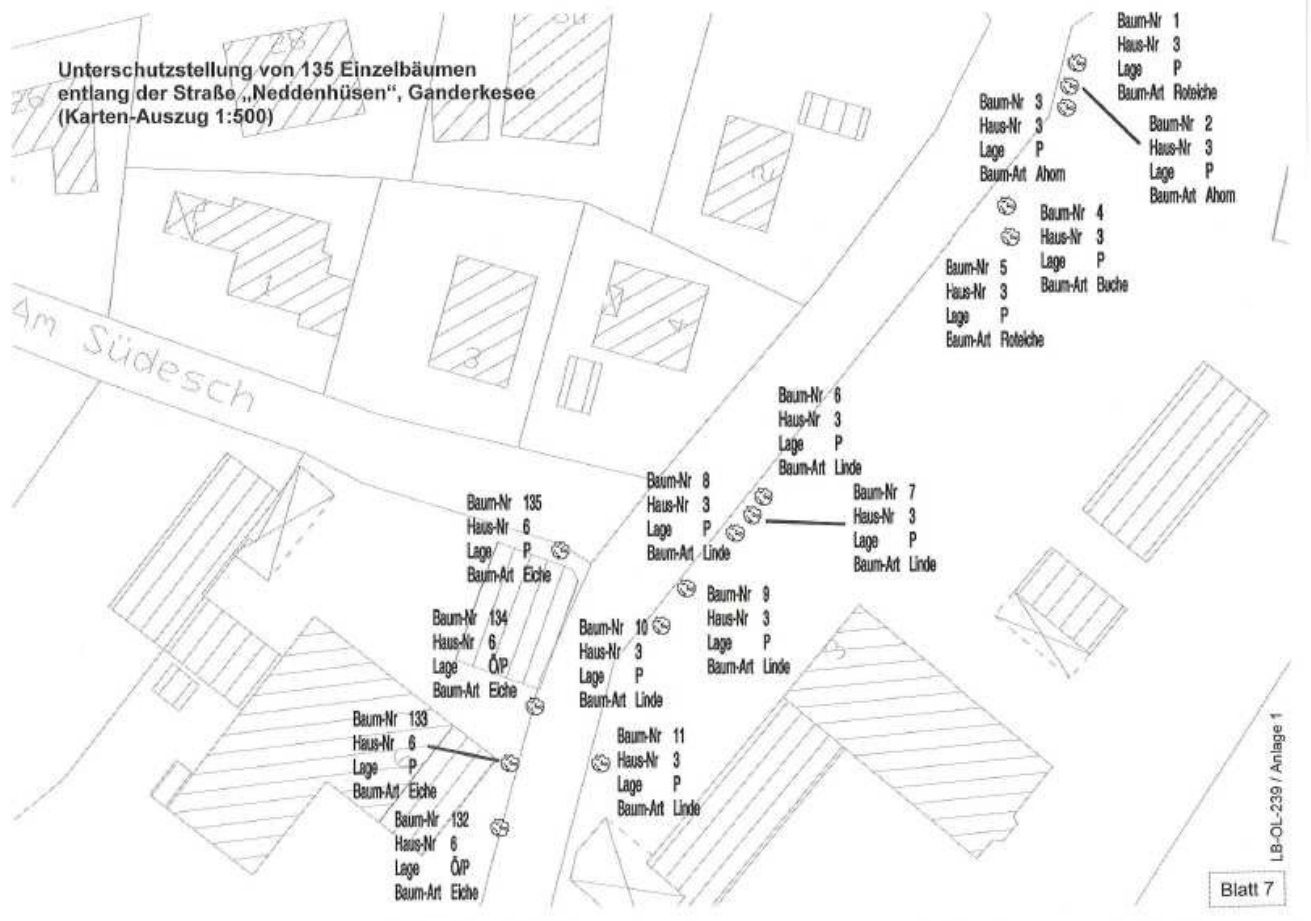 Unterschutzstellung von 135 Einzelbäumen
entlang der Straße „Neddenhüsen“, Ganderkesee
(Karten-Auszug 1:500)
28
1
3
4
2
Am Südesch
Baum-Nr 1
Haus-Nr 3
Lage P
Baum-Art Roteiche
Baum-Nr 2
Haus-Nr 3
Lage P
Baum-Art Ahorn
Baum-Nr 3
Haus-Nr 3
Lage P
Baum-Art Ahorn
Baum-Nr 4
Haus-Nr 3
Lage P
Baum-Art Buche
Baum-Nr 5
Haus-Nr 3
Lage P
Baum-Art Roteiche
Baum-Nr 6
Haus-Nr 3
Lage P
Baum-Art Linde
Baum-Nr 7
Haus-Nr 3
Lage P
Baum-Art Linde
Baum-Nr 8
Haus-Nr 3
Lage P
Baum-Art Linde
Baum-Nr 9
Haus-Nr 3
Lage P
Baum-Art Linde
Baum-Nr 10
Haus-Nr 3
Lage P
Baum-Art Linde
Baum-Nr 11
Haus-Nr 3
Lage P
Baum-Art Linde
Baum-Nr 135
Haus-Nr 6
Lage P
Baum-Art Eiche
Baum-Nr 134
Haus-Nr 6
Lage Ö/P
Baum-Art Eiche
Baum-Nr 133
Haus-Nr 6
Lage P
Baum-Art Eiche
Baum-Nr 132
Haus-Nr 6
Lage Ö/P
Baum-Art Eiche
LB-OL-239 / Anlage 1
Blatt 7